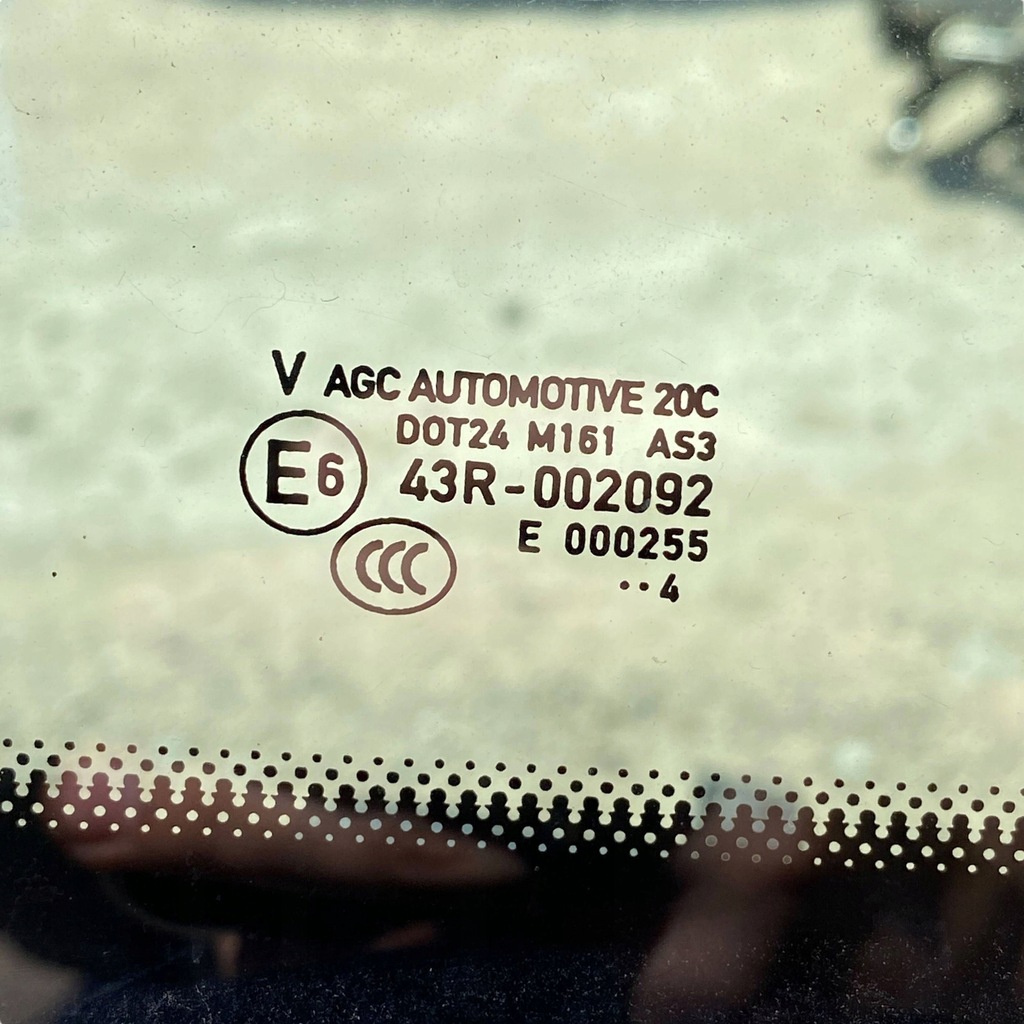 V AGC AUTOMOTIVE 20C
DOT24 M161 AS3
E6 43R-002092
E 000255
CCC
··4